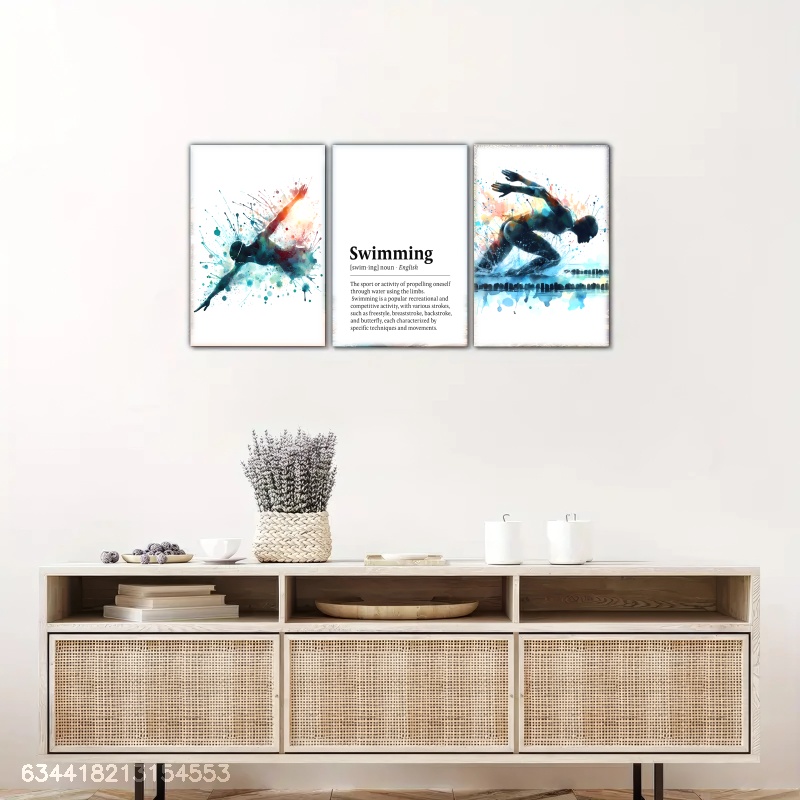 Swimming
[swim·ing] noun · English
The sport or activity of propelling oneself
through water using the limbs.
Swimming is a popular recreational and
competitive activity, with various strokes,
such as freestyle, breaststroke, backstroke,
and butterfly, each characterized by
specific techniques and movements.
634418213154553